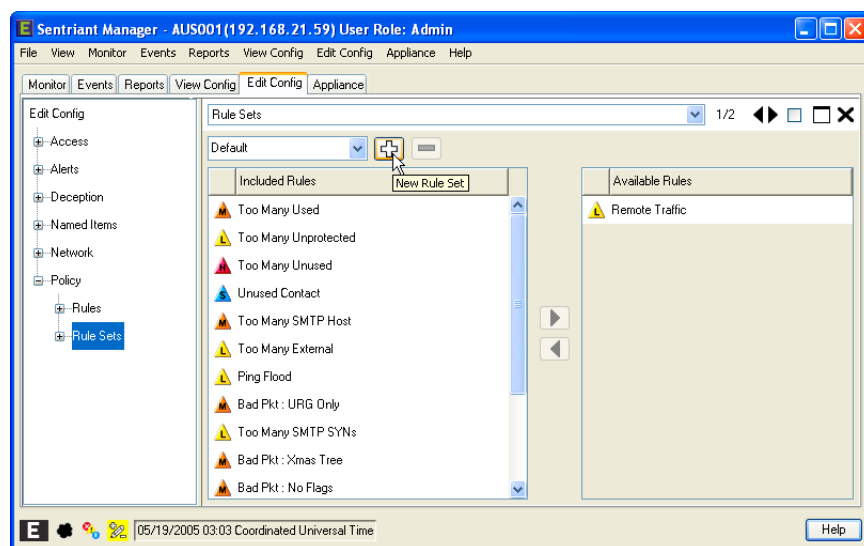 E Sentriant Manager - AUS001(192.168.21.59) User Role: Admin
File View Monitor Events Reports View Config Edit Config Appliance Help
Monitor Events Reports View Config Edit Config Appliance
Edit Config
Access
Alerts
Deception
Named Items
Network
Policy
Rules
Rule Sets
Rule Sets 1/2
Default
New Rule Set
Included Rules
M Too Many Used
L Too Many Unprotected
H Too Many Unused
S Unused Contact
M Too Many SMTP Host
L Too Many External
L Ping Flood
M Bad Pkt : URG Only
L Too Many SMTP SYNs
M Bad Pkt : Xmas Tree
M Bad Pkt : No Flags
Available Rules
L Remote Traffic
E 05/19/2005 03:03 Coordinated Universal Time Help